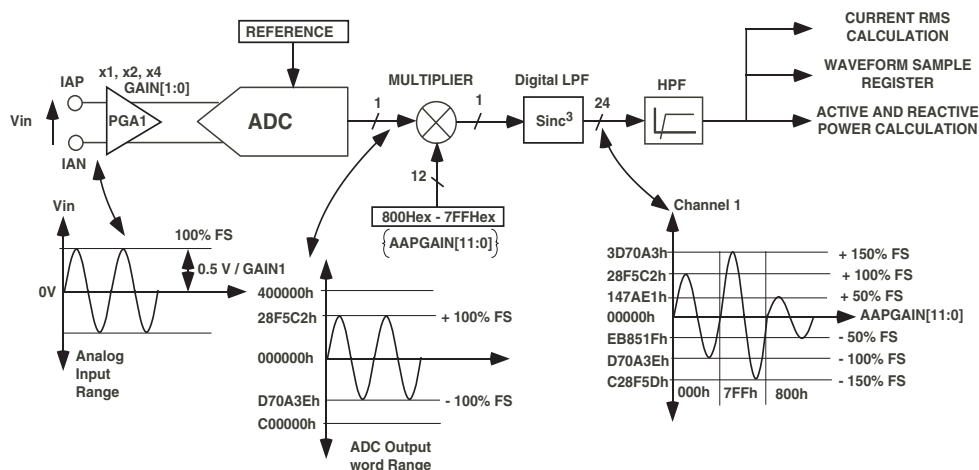 REFERENCE
CURRENT RMS
CALCULATION
WAVEFORM SAMPLE
REGISTER
ACTIVE AND REACTIVE
POWER CALCULATION
x1, x2, x4
GAIN[1:0]
IAP
Vin
IAN
PGA1
ADC
1
MULTIPLIER
1
Digital LPF
Sinc3
24
HPF
12
800Hex - 7FFHex
{AAPGAIN[11:0]}
Vin
100% FS
0.5 V / GAIN1
0V
Analog
Input
Range
400000h
28F5C2h
+ 100% FS
000000h
D70A3Eh
- 100% FS
C00000h
ADC Output
word Range
Channel 1
3D70A3h
+ 150% FS
28F5C2h
+ 100% FS
147AE1h
+ 50% FS
00000h
AAPGAIN[11:0]
EB851Fh
- 50% FS
D70A3Eh
- 100% FS
C28F5Dh
- 150% FS
000h
7FFh
800h